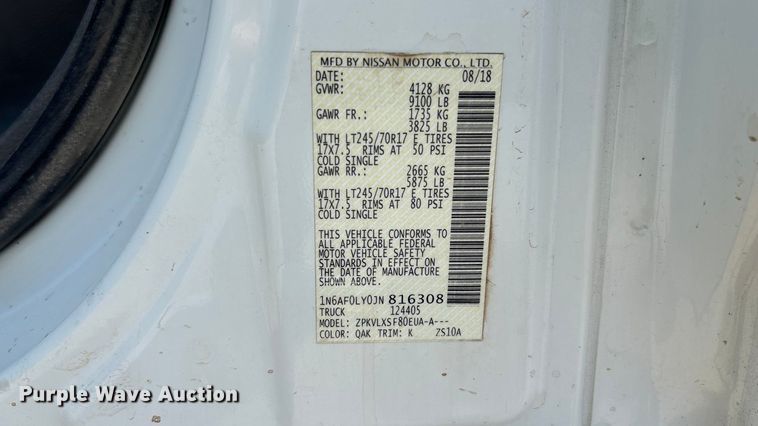 MFD BY NISSAN MOTOR CO., LTD.
DATE: 08/18
GVWR: 4128 KG
9100 LB
GAWR FR.: 1735 KG
3825 LB
WITH LT245/70R17 E TIRES
17X7.5 RIMS AT 50 PSI
COLD SINGLE
GAWR RR.: 2665 KG
5875 LB
WITH LT245/70R17 E TIRES
17X7.5 RIMS AT 80 PSI
COLD SINGLE
THIS VEHICLE CONFORMS TO
ALL APPLICABLE FEDERAL
MOTOR VEHICLE SAFETY
STANDARDS IN EFFECT ON
THE DATE OF MANUFACTURE
SHOWN ABOVE.
1N6AF0LY0JN816308
TRUCK 124405
MODEL: ZPKVLXSF80EUA-A---
COLOR: QAK TRIM: K ZS10A
Purple Wave Auction®